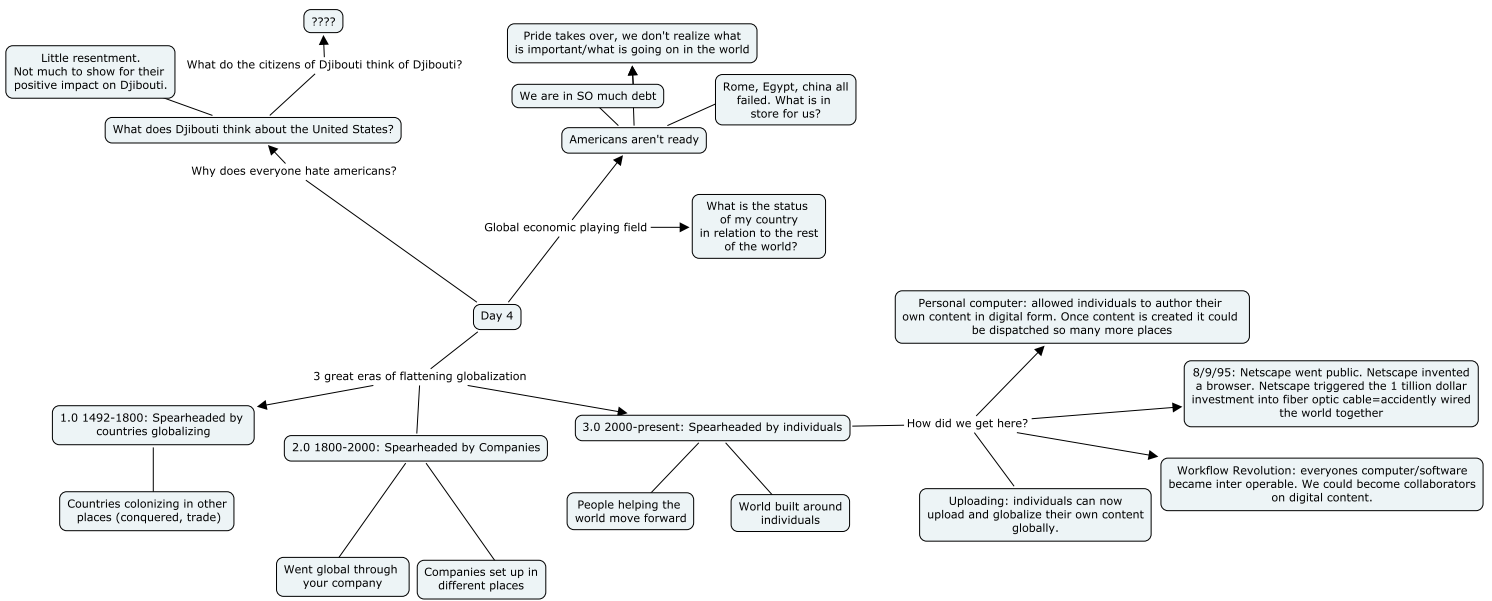 ????
Little resentment.
Not much to show for their
positive impact on Djibouti.
What do the citizens of Djibouti think of Djibouti?
What does Djibouti think about the United States?
Why does everyone hate americans?
Pride takes over, we don't realize what
is important/what is going on in the world
We are in SO much debt
Rome, Egypt, china all
failed. What is in
store for us?
Americans aren't ready
Global economic playing field
What is the status
of my country
in relation to the rest
of the world?
Day 4
3 great eras of flattening globalization
1.0 1492-1800: Spearheaded by
countries globalizing
Countries colonizing in other
places (conquered, trade)
2.0 1800-2000: Spearheaded by Companies
Went global through
your company
Companies set up in
different places
3.0 2000-present: Spearheaded by individuals
People helping the
world move forward
World built around
individuals
How did we get here?
Personal computer: allowed individuals to author their
own content in digital form. Once content is created it could
be dispatched so many more places
8/9/95: Netscape went public. Netscape invented
a browser. Netscape triggered the 1 tillion dollar
investment into fiber optic cable=accidently wired
the world together
Workflow Revolution: everyones computer/software
became inter operable. We could become collaborators
on digital content.
Uploading: individuals can now
upload and globalize their own content
globally.